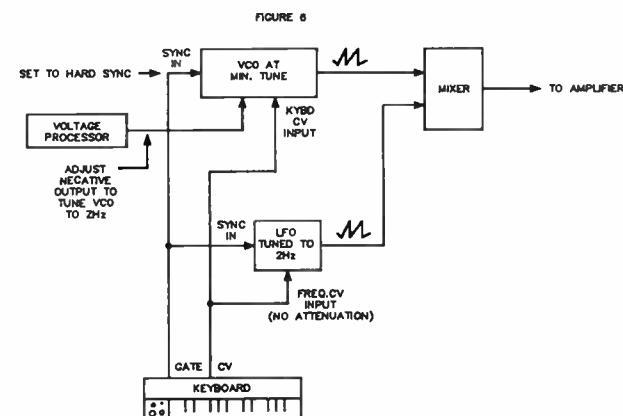 FIGURE 6
SYNC
IN
SET TO HARD SYNC
VCO AT
MIN. TUNE
MIXER
TO AMPLIFIER
KYBD
CV
INPUT
VOLTAGE
PROCESSOR
ADJUST
NEGATIVE
OUTPUT TO
TUNE VCO
TO 2Hz
SYNC
IN
LFO
TUNED TO
2Hz
FREQ.CV
INPUT
(NO ATTENUATION)
GATE CV
KEYBOARD